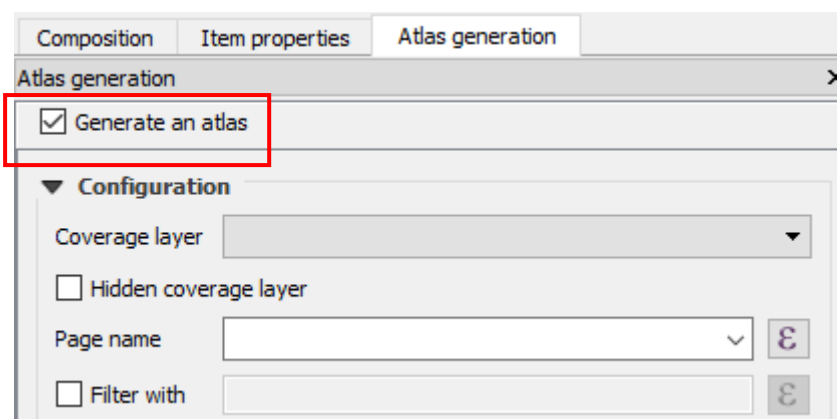 Composition Item properties Atlas generation
Atlas generation
Generate an atlas
Configuration
Coverage layer
Hidden coverage layer
Page name ε
Filter with ε